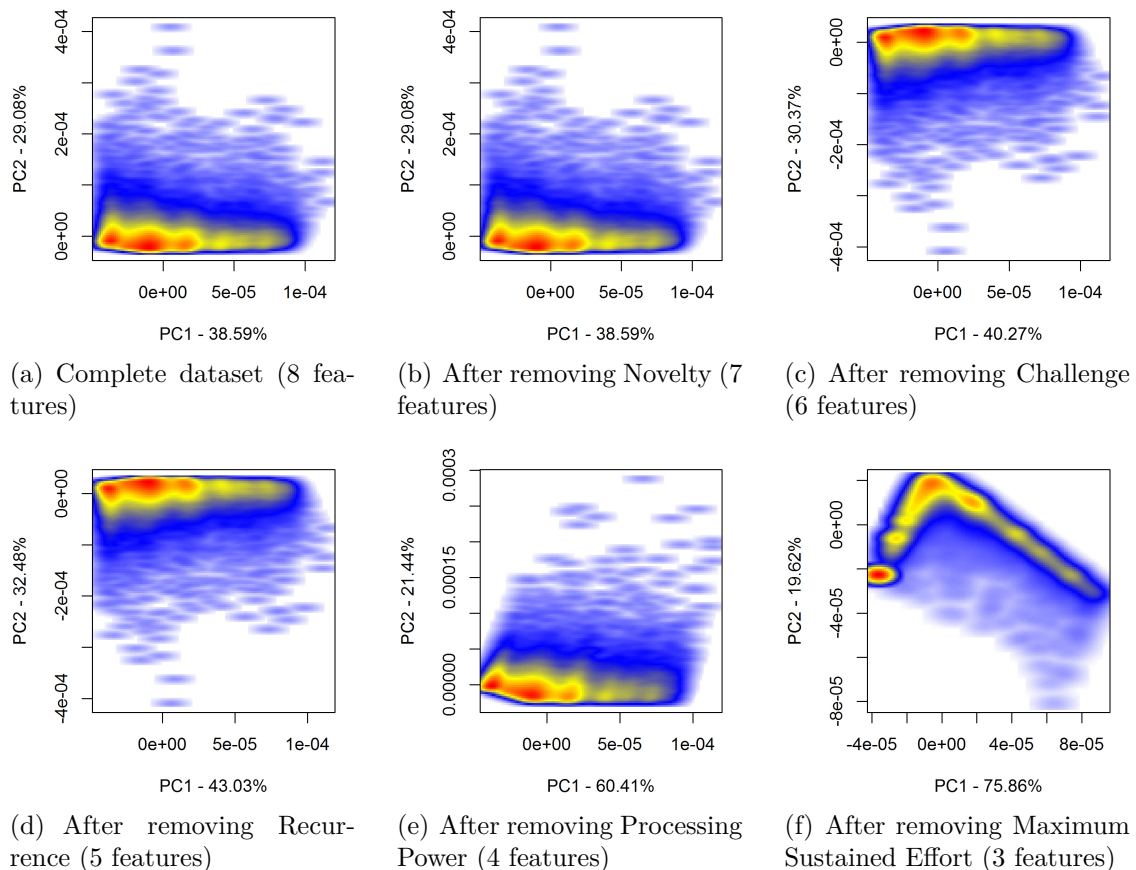 4e-04
2e-04
0e+00
PC2 - 29.08%
0e+00 5e-05 1e-04
PC1 - 38.59%
(a) Complete dataset (8 fea-
tures)
4e-04
2e-04
0e+00
PC2 - 29.08%
0e+00 5e-05 1e-04
PC1 - 38.59%
(b) After removing Novelty (7
features)
0e+00
-2e-04
-4e-04
PC2 - 30.37%
0e+00 5e-05 1e-04
PC1 - 40.27%
(c) After removing Challenge
(6 features)
0e+00
-2e-04
-4e-04
PC2 - 32.48%
0e+00 5e-05 1e-04
PC1 - 43.03%
(d) After removing Recur-
rence (5 features)
0.0003
0.00015
0.00000
PC2 - 21.44%
0e+00 5e-05 1e-04
PC1 - 60.41%
(e) After removing Processing
Power (4 features)
0e+00
-4e-05
-8e-05
PC2 - 19.62%
-4e-05 0e+00 4e-05 8e-05
PC1 - 75.86%
(f) After removing Maximum
Sustained Effort (3 features)